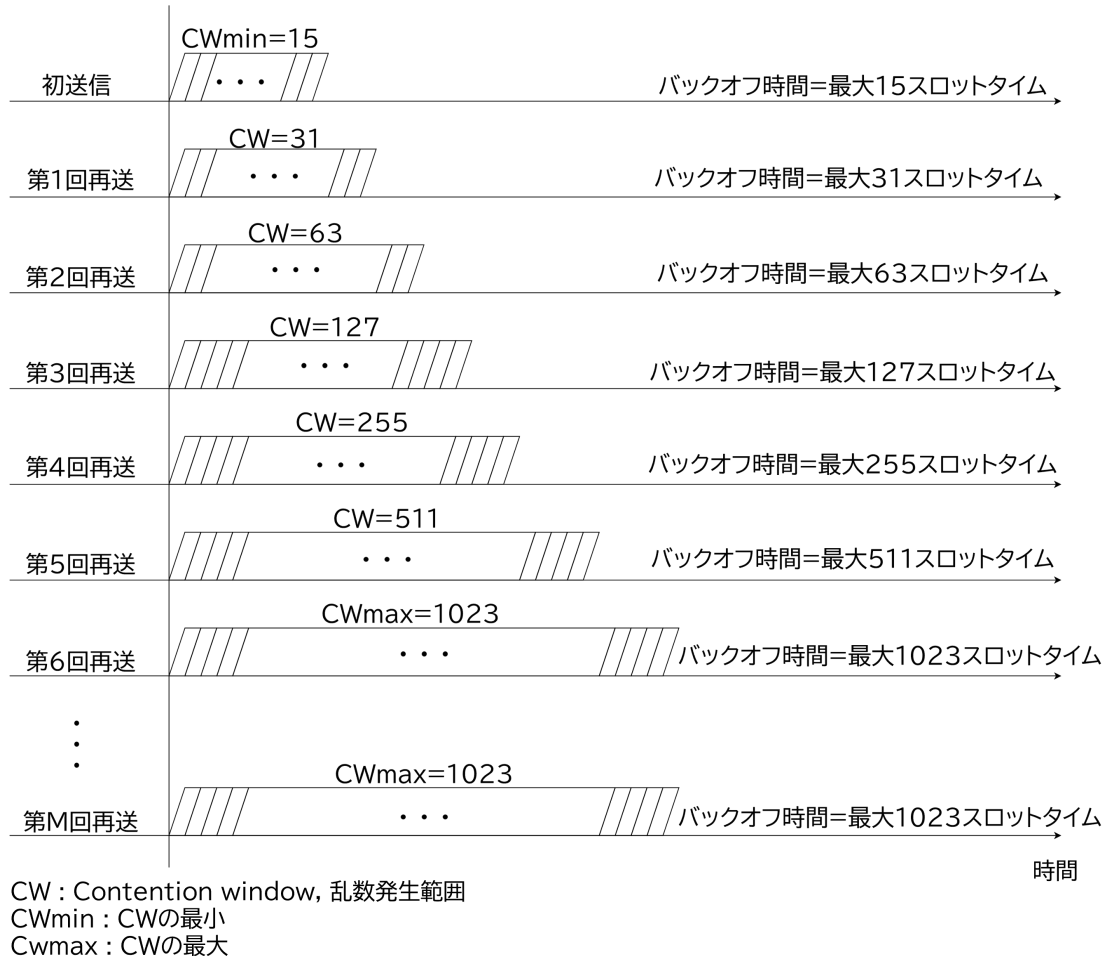 CWmin=15
初送信
バックオフ時間=最大15スロットタイム
CW=31
第1回再送
バックオフ時間=最大31スロットタイム
CW=63
第2回再送
バックオフ時間=最大63スロットタイム
CW=127
第3回再送
バックオフ時間=最大127スロットタイム
CW=255
第4回再送
バックオフ時間=最大255スロットタイム
CW=511
第5回再送
バックオフ時間=最大511スロットタイム
CWmax=1023
第6回再送
バックオフ時間=最大1023スロットタイム
CWmax=1023
第M回再送
バックオフ時間=最大1023スロットタイム
時間
CW : Contention window, 乱数発生範囲
CWmin : CWの最小
Cwmax : CWの最大